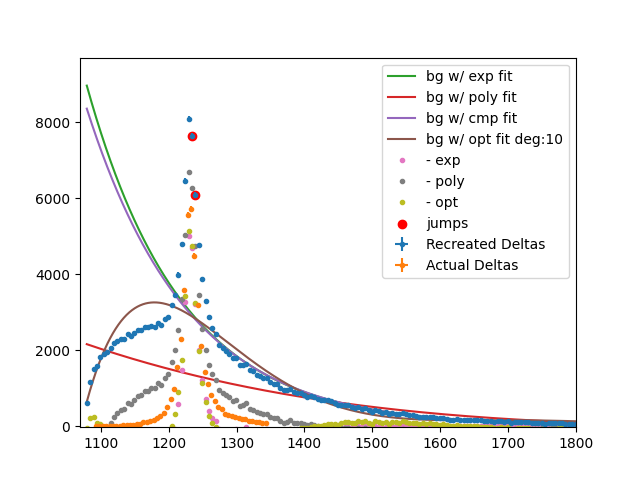 bg w/ exp fit
bg w/ poly fit
bg w/ cmp fit
bg w/ opt fit deg:10
- exp
- poly
- opt
jumps
Recreated Deltas
Actual Deltas
8000
6000
4000
2000
0
1100 1200 1300 1400 1500 1600 1700 1800